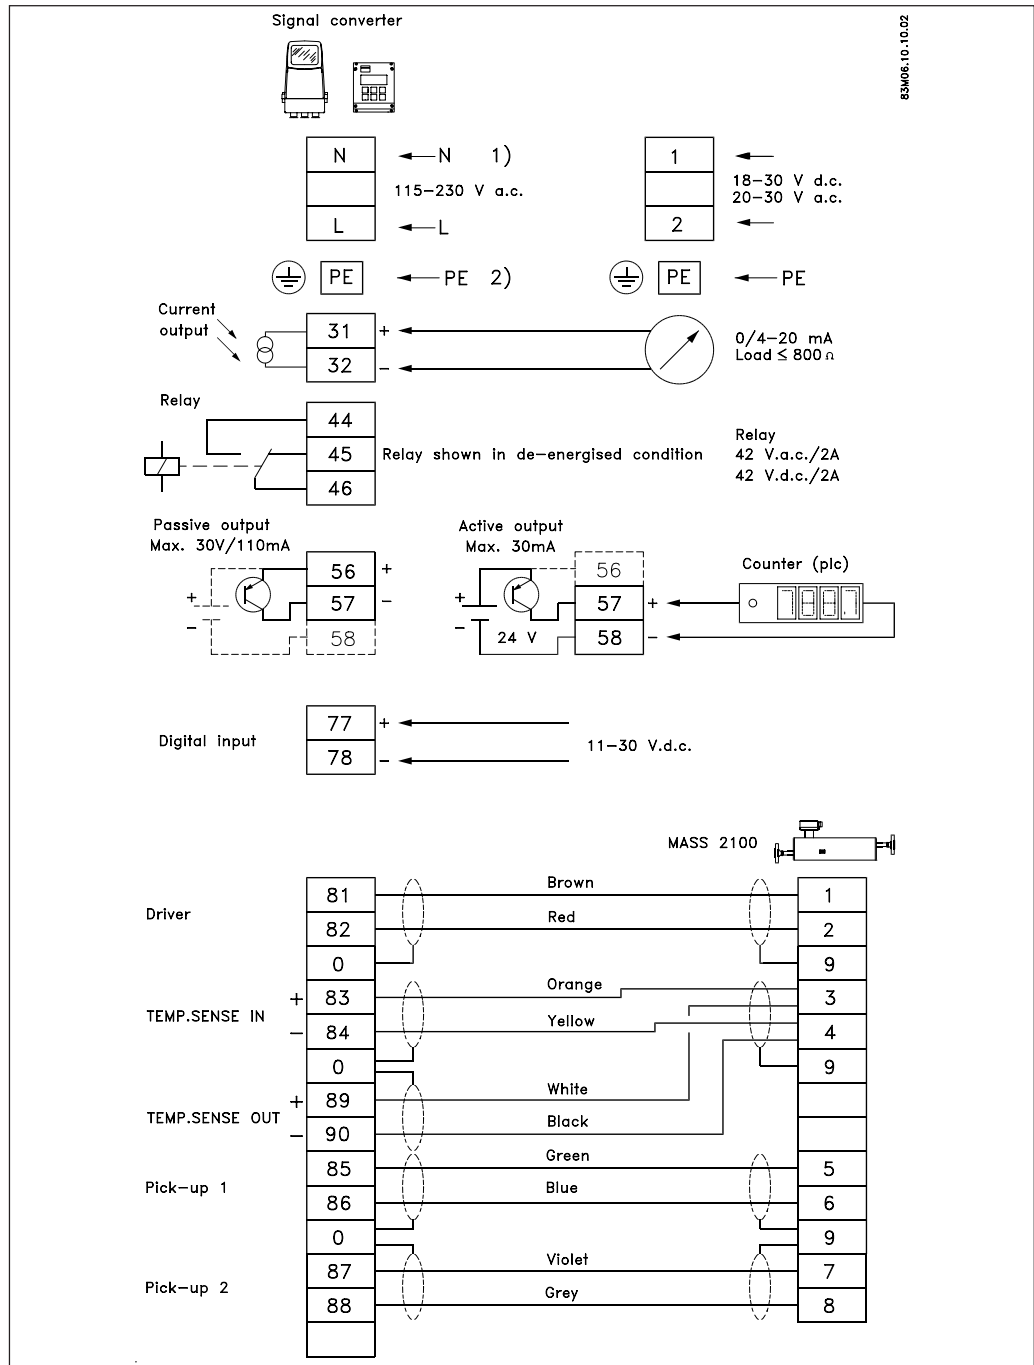 Signal converter
83M06.10.10.02
N
N 1)
115-230 V a.c.
L
L
1
18-30 V d.c.
20-30 V a.c.
2
PE
PE 2)
PE
PE
Current
output
31 +
32 -
0/4-20 mA
Load ≤ 800 Ω
Relay
44
45
46
Relay shown in de-energised condition
Relay
42 V.a.c./2A
42 V.d.c./2A
Passive output
Max. 30V/110mA
+
-
56 +
57 -
58
Active output
Max. 30mA
+
-
24 V
56
57 +
58 -
Counter (plc)
Digital input
77 +
78 -
11-30 V.d.c.
MASS 2100
Driver
81 Brown 1
82 Red 2
0 9
TEMP.SENSE IN
+ 83 Orange 3
- 84 Yellow 4
0 9
TEMP.SENSE OUT
+ 89 White
- 90 Black
Pick-up 1
85 Green 5
86 Blue 6
0 9
Pick-up 2
87 Violet 7
88 Grey 8